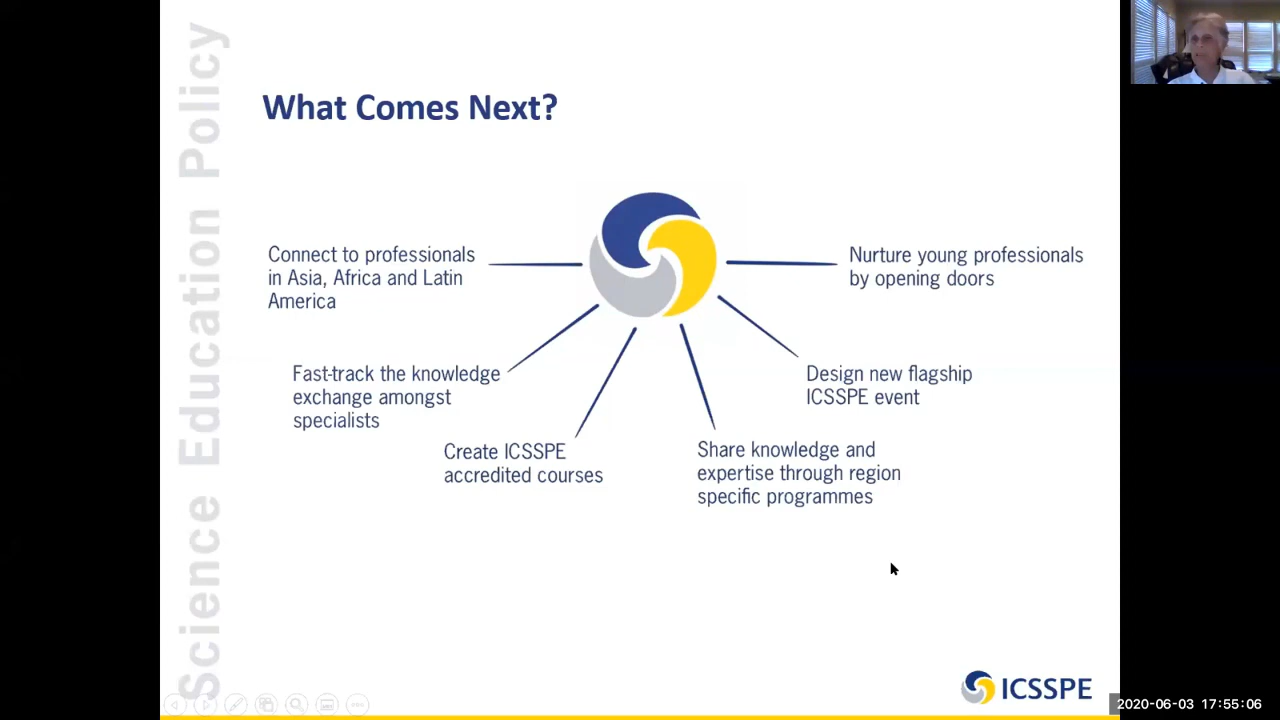 Science Education Policy
What Comes Next?
Connect to professionals
in Asia, Africa and Latin
America
Fast-track the knowledge
exchange amongst
specialists
Create ICSSPE
accredited courses
Share knowledge and
expertise through region
specific programmes
Design new flagship
ICSSPE event
Nurture young professionals
by opening doors
ICSSPE
2020-06-03 17:55:06